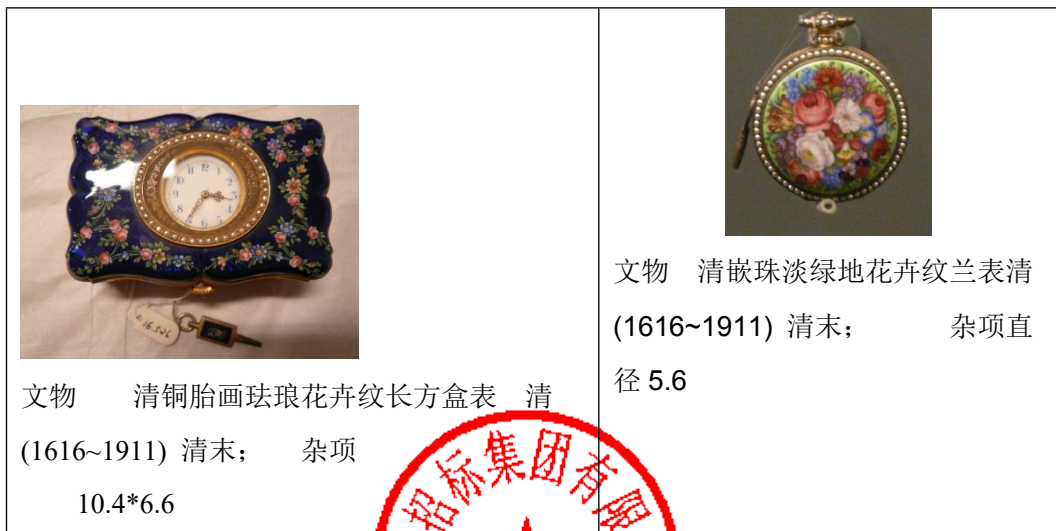 文物 清铜胎画珐琅花卉纹长方盒表 清
(1616~1911) 清末； 杂项
10.4*6.6
文物 清嵌珠淡绿地花卉纹兰表清
(1616~1911) 清末； 杂项直
径 5.6
招标集团有限